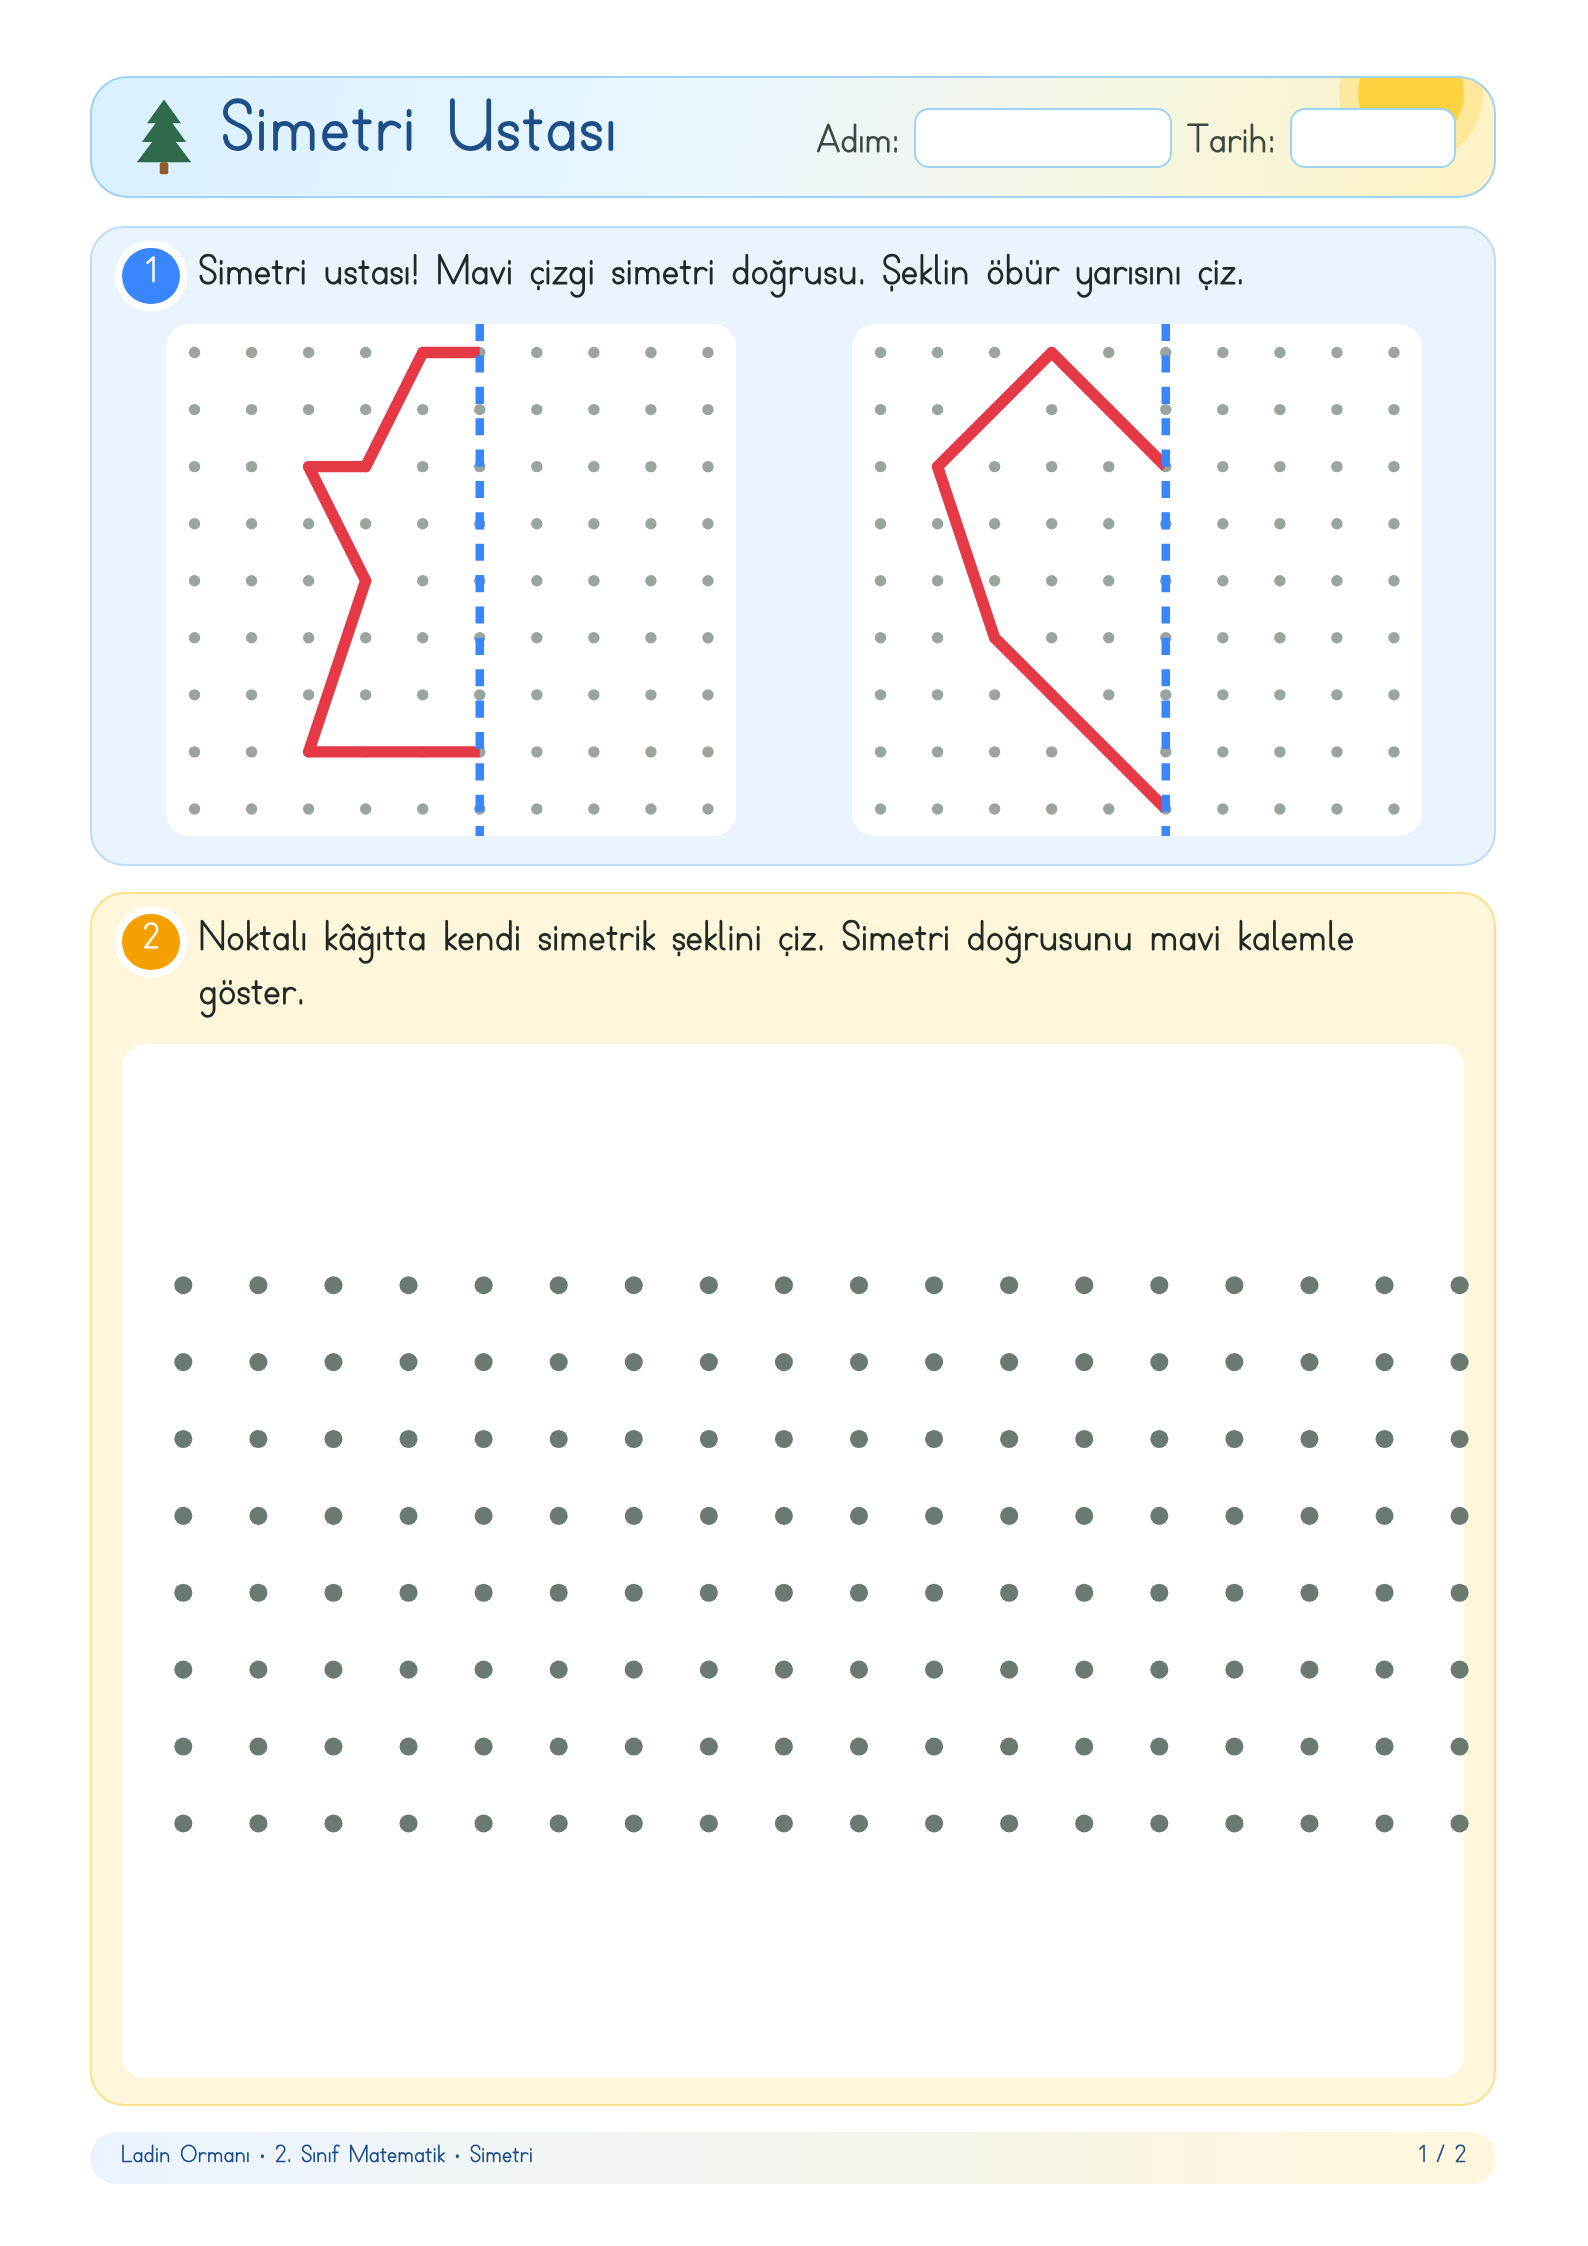 Simetri Ustası
Adım:
Tarih:
1
Simetri ustası! Mavi çizgi simetri doğrusu. Şeklin öbür yarısını çiz.
2
Noktalı kâğıtta kendi simetrik şeklini çiz. Simetri doğrusunu mavi kalemle
göster.
Ladin Ormanı • 2. Sınıf Matematik • Simetri
1 / 2